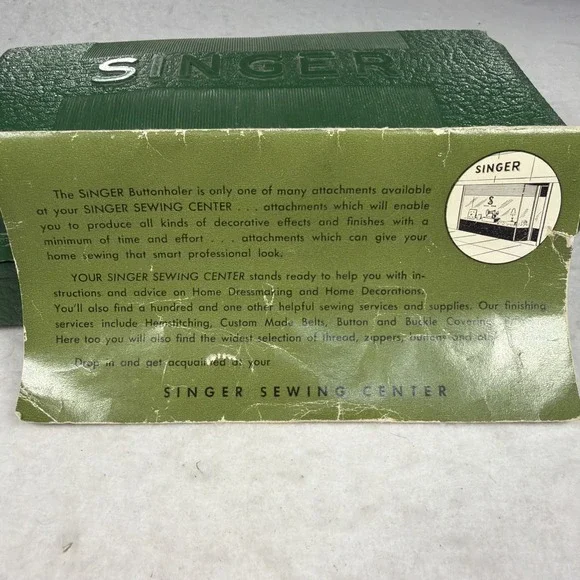 SINGER
SINGER
The SINGER Buttonholer is only one of many attachments available
at your SINGER SEWING CENTER . . . attachments which will enable
you to produce all kinds of decorative effects and finishes with a
minimum of time and effort . . . attachments which can give your
home sewing that smart professional look.
YOUR SINGER SEWING CENTER stands ready to help you with in-
structions and advice on Home Dressmaking and Home Decorations.
You'll also find a hundred and one other helpful sewing services and supplies. Our finishing
services include Hemstitching, Custom Made Belts, Button and Buckle Covering,
Here too you will also find the widest selection of thread, zippers, buttons and
Drop in and get acquainted at your
SINGER SEWING CENTER